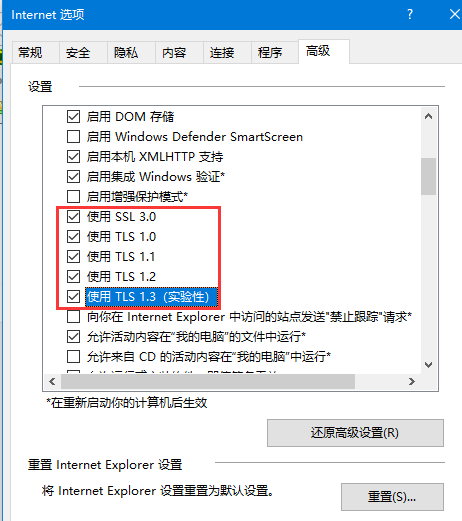 Internet 选项
? ×
常规 安全 隐私 内容 连接 程序 高级
设置
启用 DOM 存储
启用 Windows Defender SmartScreen
启用本机 XMLHTTP 支持
启用集成 Windows 验证*
启用增强保护模式*
使用 SSL 3.0
使用 TLS 1.0
使用 TLS 1.1
使用 TLS 1.2
使用 TLS 1.3（实验性）
向你在 Internet Explorer 中访问的站点发送"禁止跟踪"请求*
允许活动内容在"我的电脑"的文件中运行*
允许来自 CD 的活动内容在"我的电脑"中运行*
*在重新启动你的计算机后生效
还原高级设置(R)
重置 Internet Explorer 设置
将 Internet Explorer 设置重置为默认设置。
重置(S)...